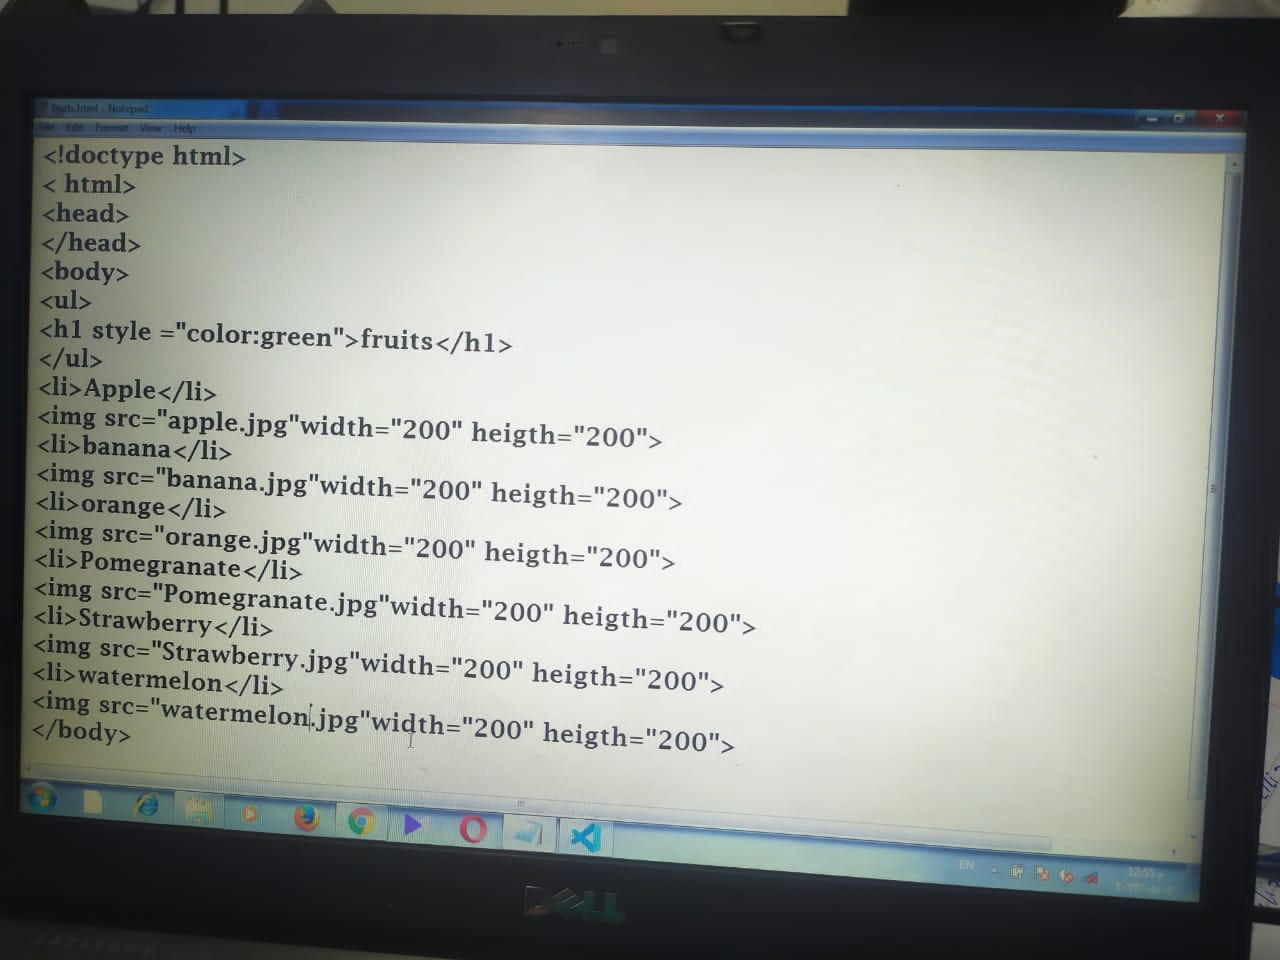 fruits.html - Notepad
File Edit Format View Help
<!doctype html>
< html>
<head>
</head>
<body>
<ul>
<h1 style ="color:green">fruits</h1>
</ul>
<li>Apple</li>
<img src="apple.jpg"width="200" heigth="200">
<li>banana</li>
<img src="banana.jpg"width="200" heigth="200">
<li>orange</li>
<img src="orange.jpg"width="200" heigth="200">
<li>Pomegranate</li>
<img src="Pomegranate.jpg"width="200" heigth="200">
<li>Strawberry</li>
<img src="Strawberry.jpg"width="200" heigth="200">
<li>watermelon</li>
<img src="watermelon.jpg"width="200" heigth="200">
</body>
EN
DELL